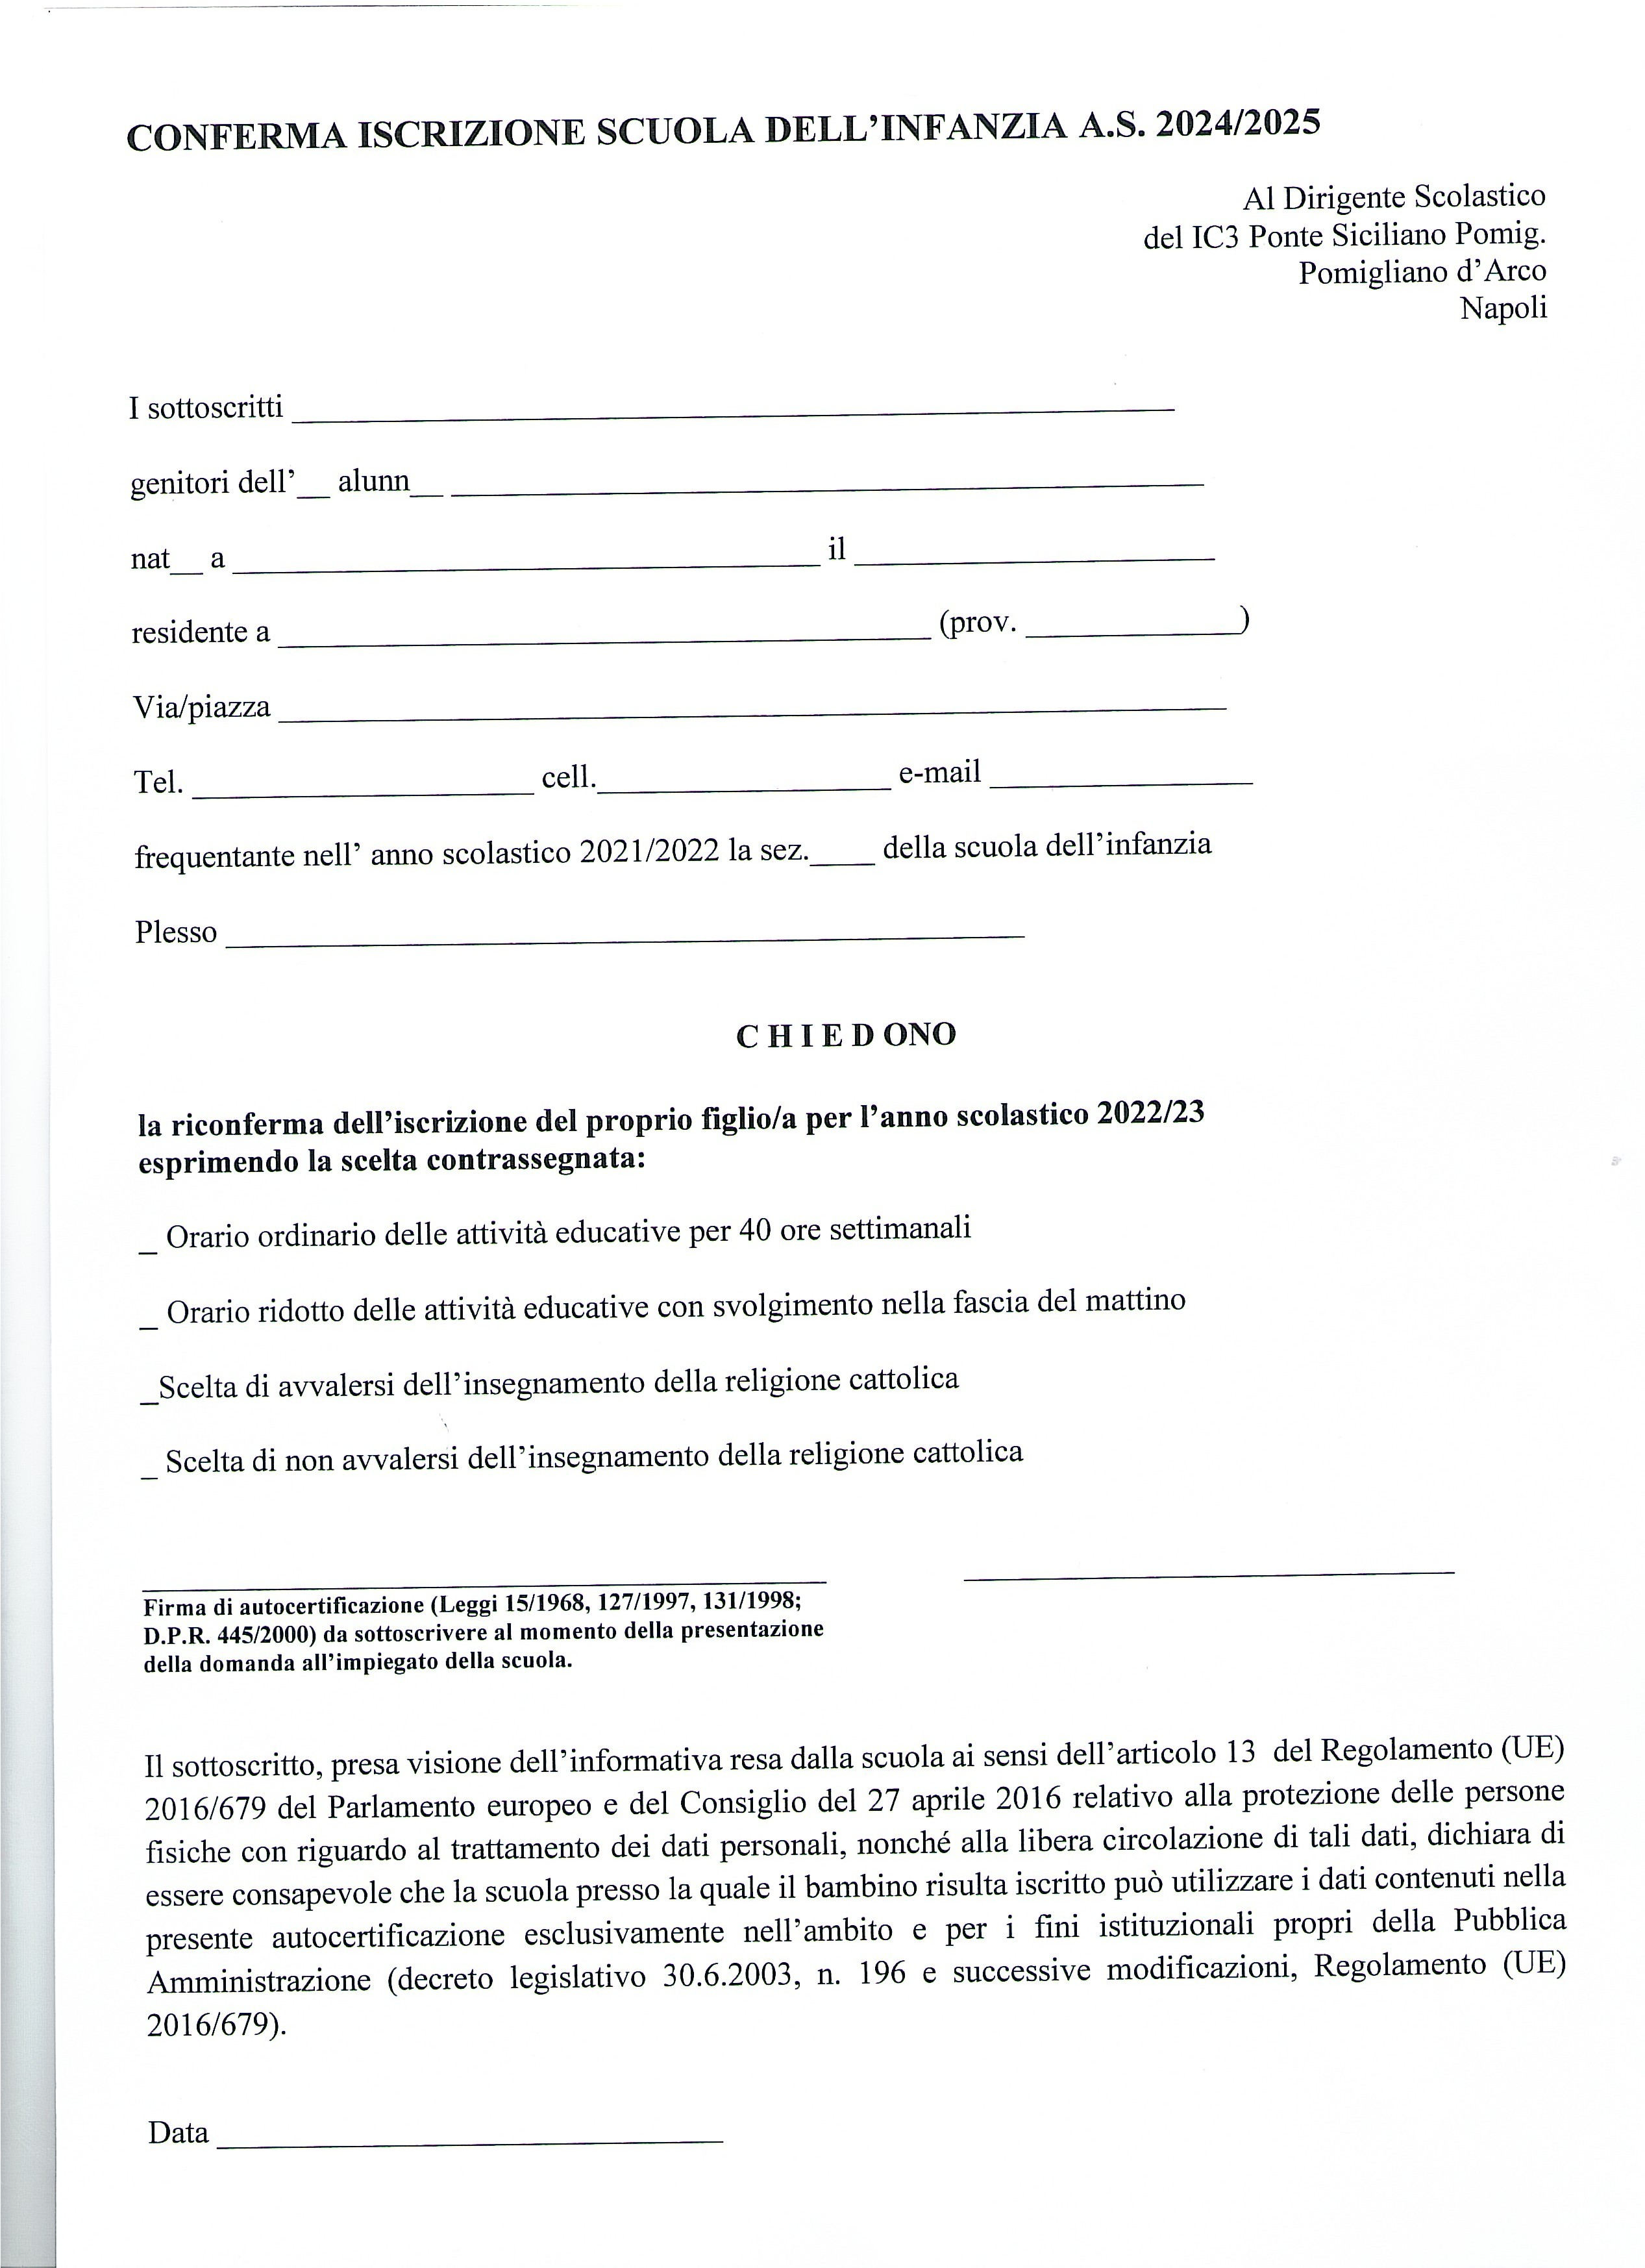 CONFERMA ISCRIZIONE SCUOLA DELL’INFANZIA A.S. 2024/2025
Al Dirigente Scolastico
del IC3 Ponte Siciliano Pomig.
Pomigliano d’Arco
Napoli
I sottoscritti ______________________________
genitori dell’__ alunn__ ______________________________
nat__ a ______________________________ il ____________________
residente a ______________________________ (prov. _____________)
Via/piazza ______________________________
Tel. ____________________ cell.__________________ e-mail ________________
frequentante nell’ anno scolastico 2021/2022 la sez.____ della scuola dell’infanzia
Plesso ______________________________
C H I E D ONO
la riconferma dell’iscrizione del proprio figlio/a per l’anno scolastico 2022/23
esprimendo la scelta contrassegnata:
_ Orario ordinario delle attività educative per 40 ore settimanali
_ Orario ridotto delle attività educative con svolgimento nella fascia del mattino
_Scelta di avvalersi dell’insegnamento della religione cattolica
_ Scelta di non avvalersi dell’insegnamento della religione cattolica
Firma di autocertificazione (Leggi 15/1968, 127/1997, 131/1998;
D.P.R. 445/2000) da sottoscrivere al momento della presentazione
della domanda all’impiegato della scuola.
Il sottoscritto, presa visione dell’informativa resa dalla scuola ai sensi dell’articolo 13 del Regolamento (UE)
2016/679 del Parlamento europeo e del Consiglio del 27 aprile 2016 relativo alla protezione delle persone
fisiche con riguardo al trattamento dei dati personali, nonché alla libera circolazione di tali dati, dichiara di
essere consapevole che la scuola presso la quale il bambino risulta iscritto può utilizzare i dati contenuti nella
presente autocertificazione esclusivamente nell’ambito e per i fini istituzionali propri della Pubblica
Amministrazione (decreto legislativo 30.6.2003, n. 196 e successive modificazioni, Regolamento (UE)
2016/679).
Data ______________________________